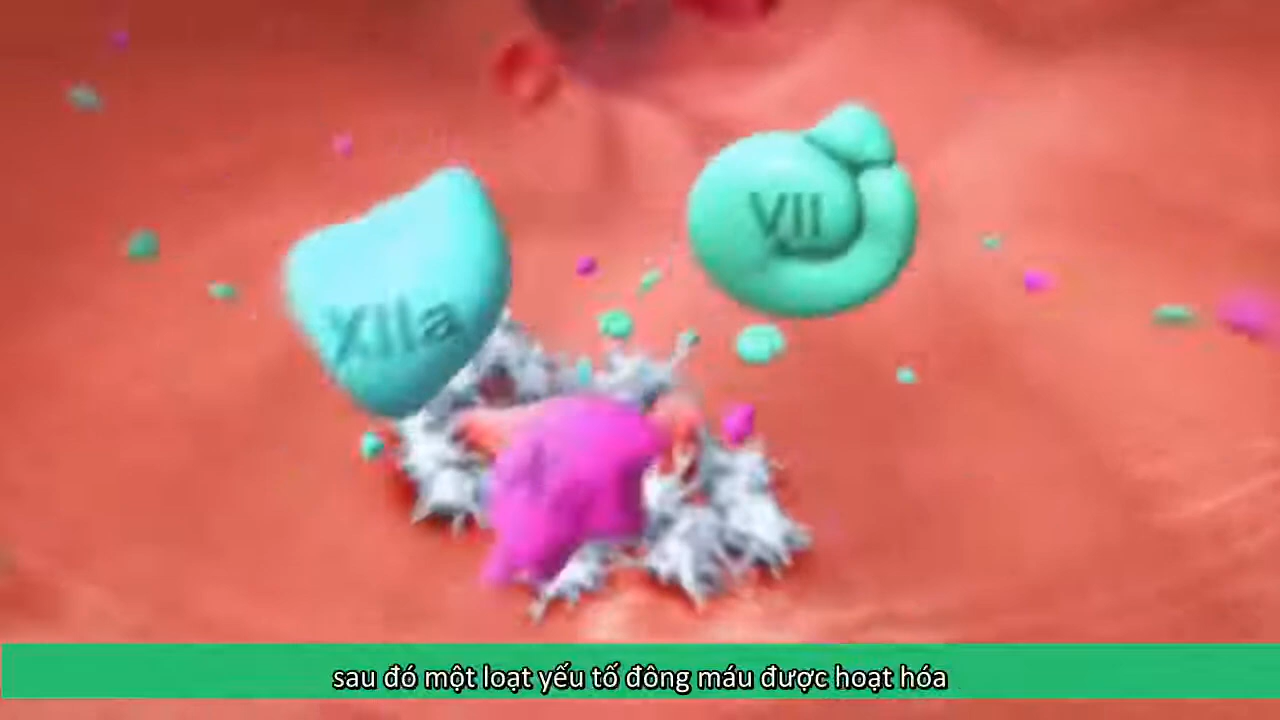 VII
XIIa
X
sau đó một loạt yếu tố đông máu được hoạt hóa